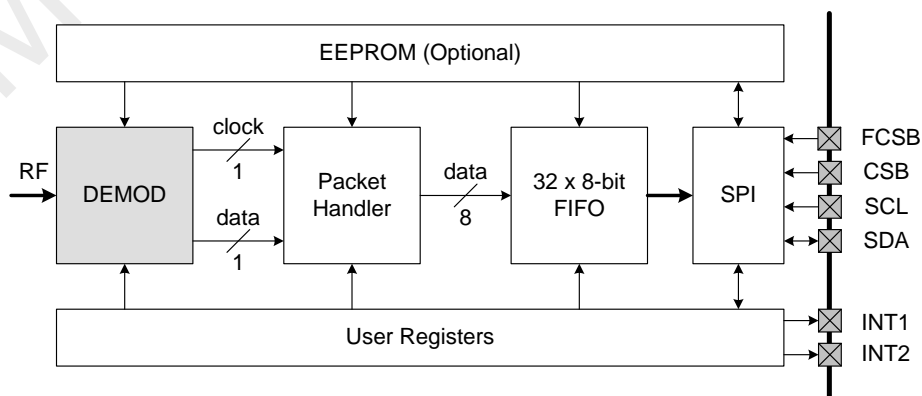 EEPROM (Optional)
RF
DEMOD
clock
1
data
1
Packet
Handler
data
8
32 x 8-bit
FIFO
SPI
FCSB
CSB
SCL
SDA
User Registers
INT1
INT2